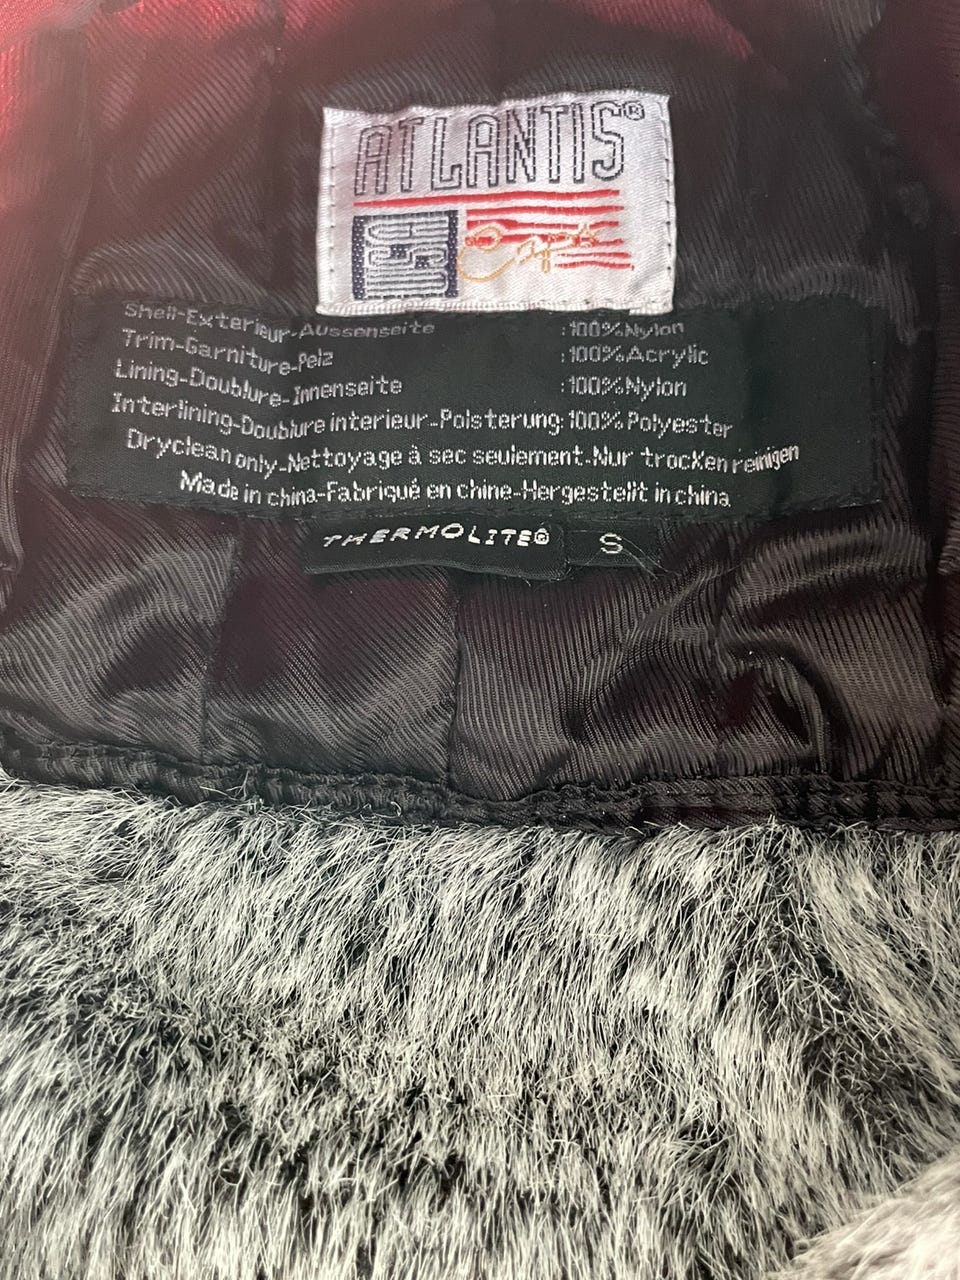 ATLANTIS®
USA Caps
Shell-Exterieur-Aussenseite :100%Nylon
Trim-Garniture-Pelz :100%Acrylic
Lining-Doublure-Innenseite :100%Nylon
Interlining-Doublure interieur-Polsterung:100%Polyester
Dryclean only-Nettoyage à sec seulement-Nur trocken reinigen
Made in china-Fabriqué en chine-Hergestellt in china
THERMOLITE® S